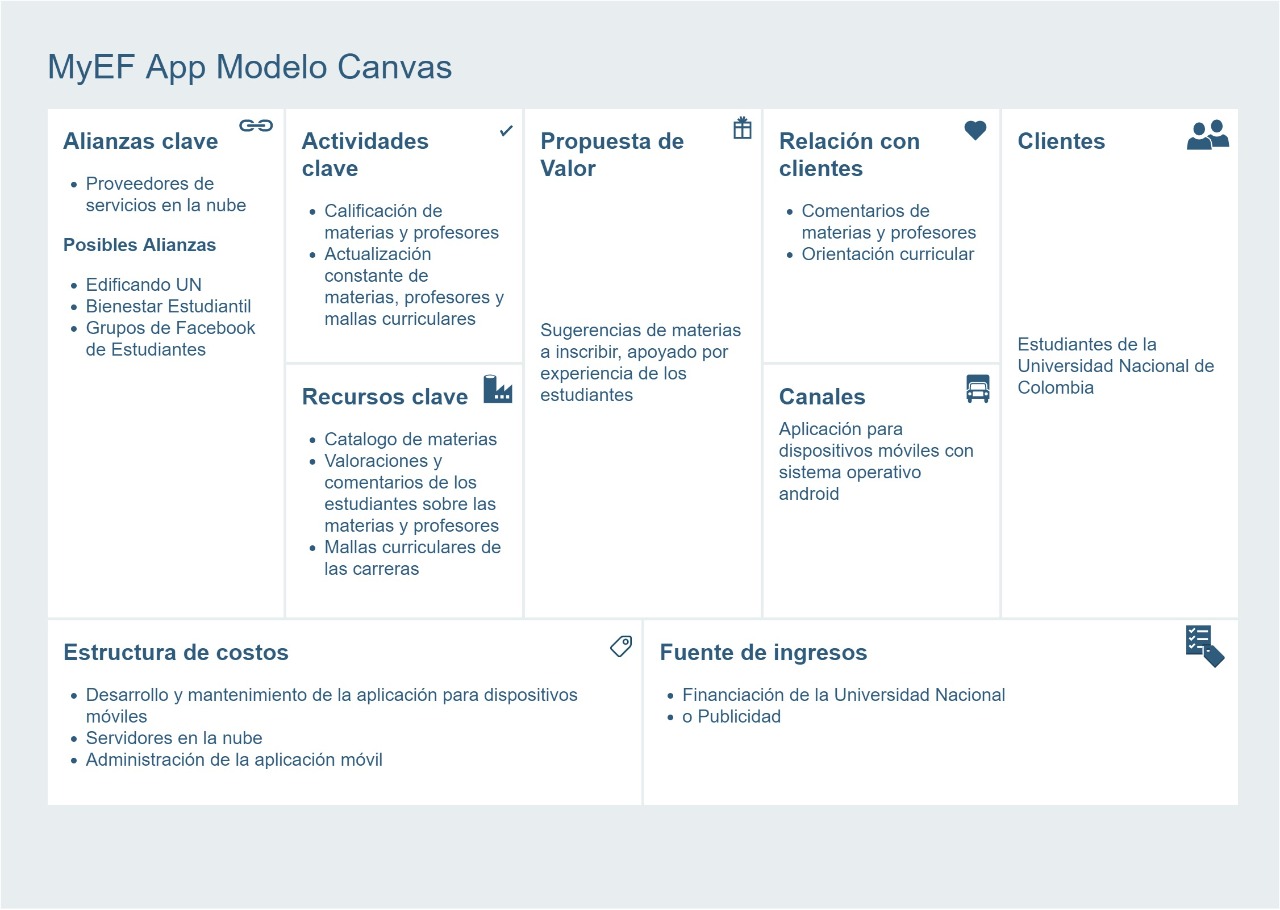 MyEF App Modelo Canvas
Alianzas clave
Proveedores de
servicios en la nube
Posibles Alianzas
Edificando UN
Bienestar Estudiantil
Grupos de Facebook
de Estudiantes
Actividades
clave
Calificación de
materias y profesores
Actualización
constante de
materias, profesores y
mallas curriculares
Recursos clave
Catalogo de materias
Valoraciones y
comentarios de los
estudiantes sobre las
materias y profesores
Mallas curriculares de
las carreras
Propuesta de
Valor
Sugerencias de materias
a inscribir, apoyado por
experiencia de los
estudiantes
Relación con
clientes
Comentarios de
materias y profesores
Orientación curricular
Canales
Aplicación para
dispositivos móviles con
sistema operativo
android
Clientes
Estudiantes de la
Universidad Nacional de
Colombia
Estructura de costos
Desarrollo y mantenimiento de la aplicación para dispositivos
móviles
Servidores en la nube
Administración de la aplicación móvil
Fuente de ingresos
Financiación de la Universidad Nacional
o Publicidad